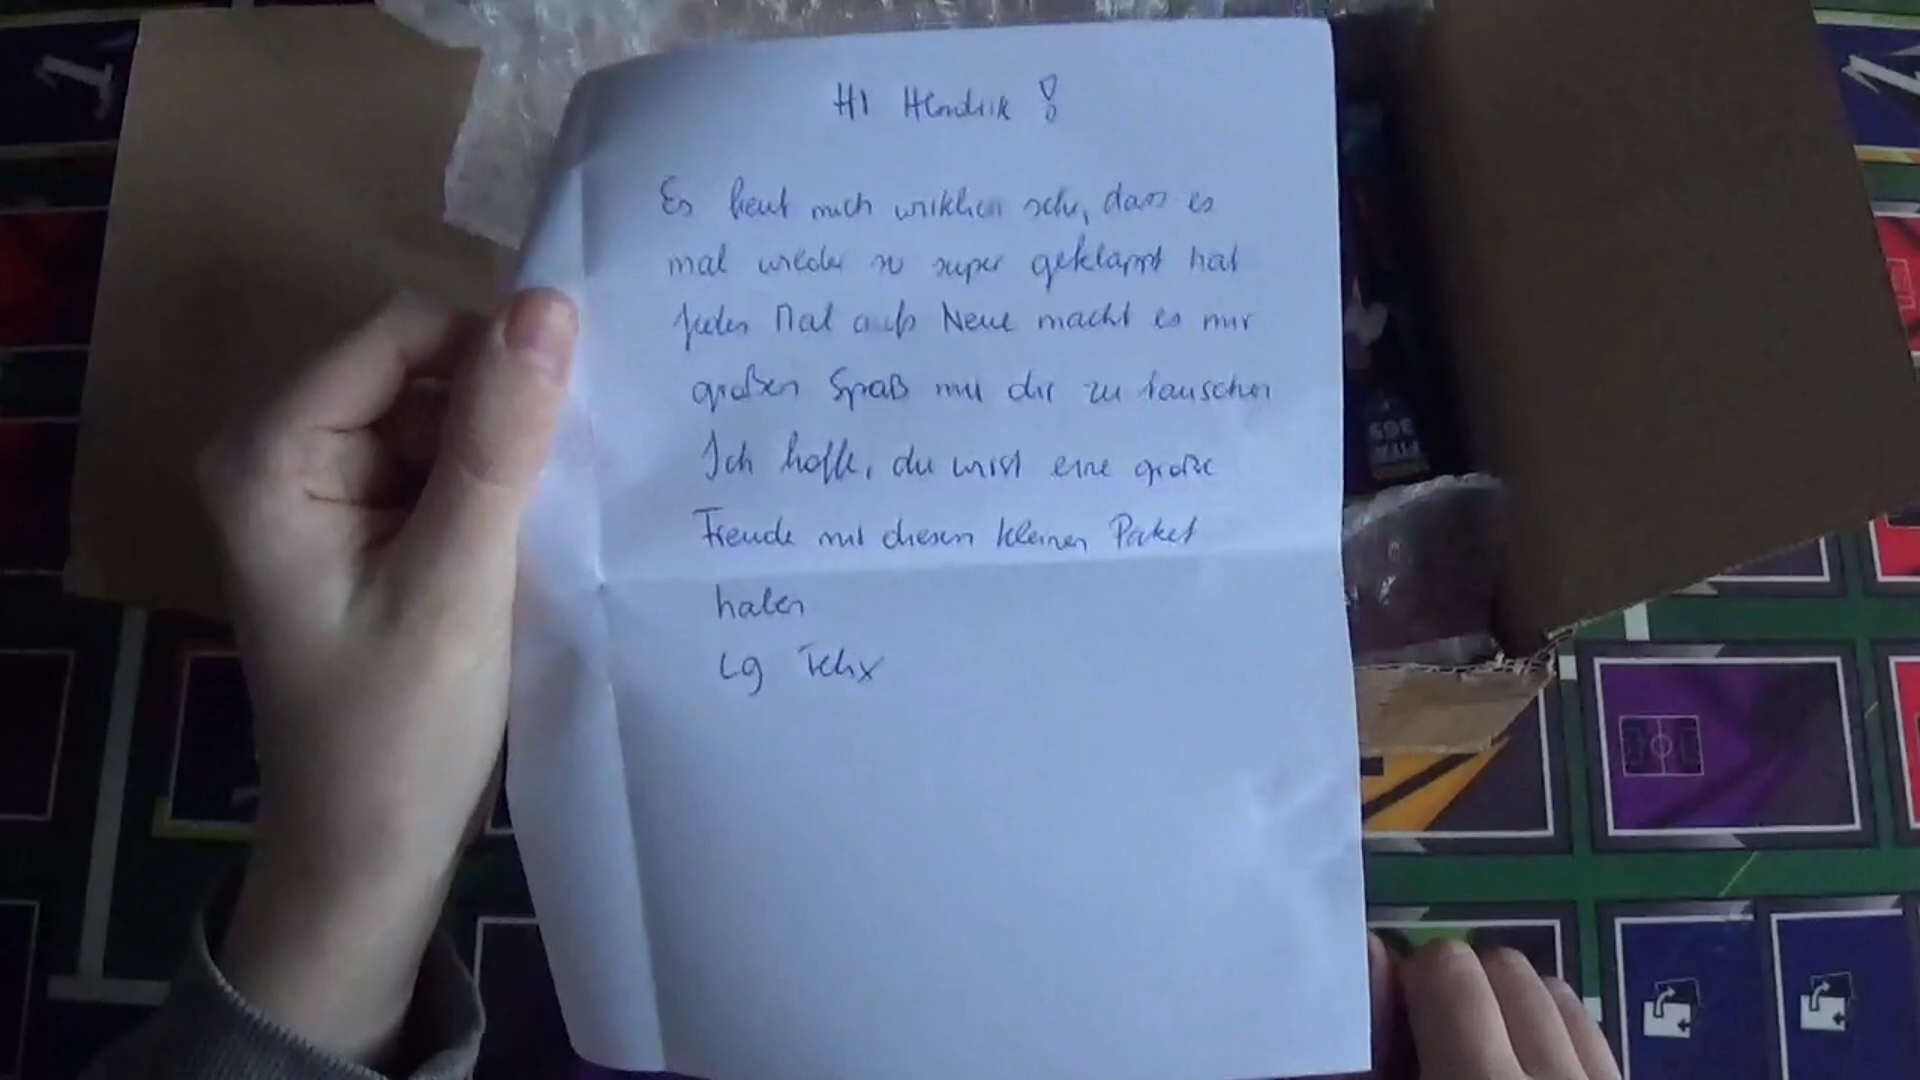 HI Hendrik !
Es freut mich wirklich sehr, dass es
mal wieder so super geklappt hat
Jedes Mal aufs Neue macht es mir
großen Spaß mit dir zu tauschen
Ich hoffe, du wirst eine große
Freude mit diesen kleinen Paket
haben
Lg Felix